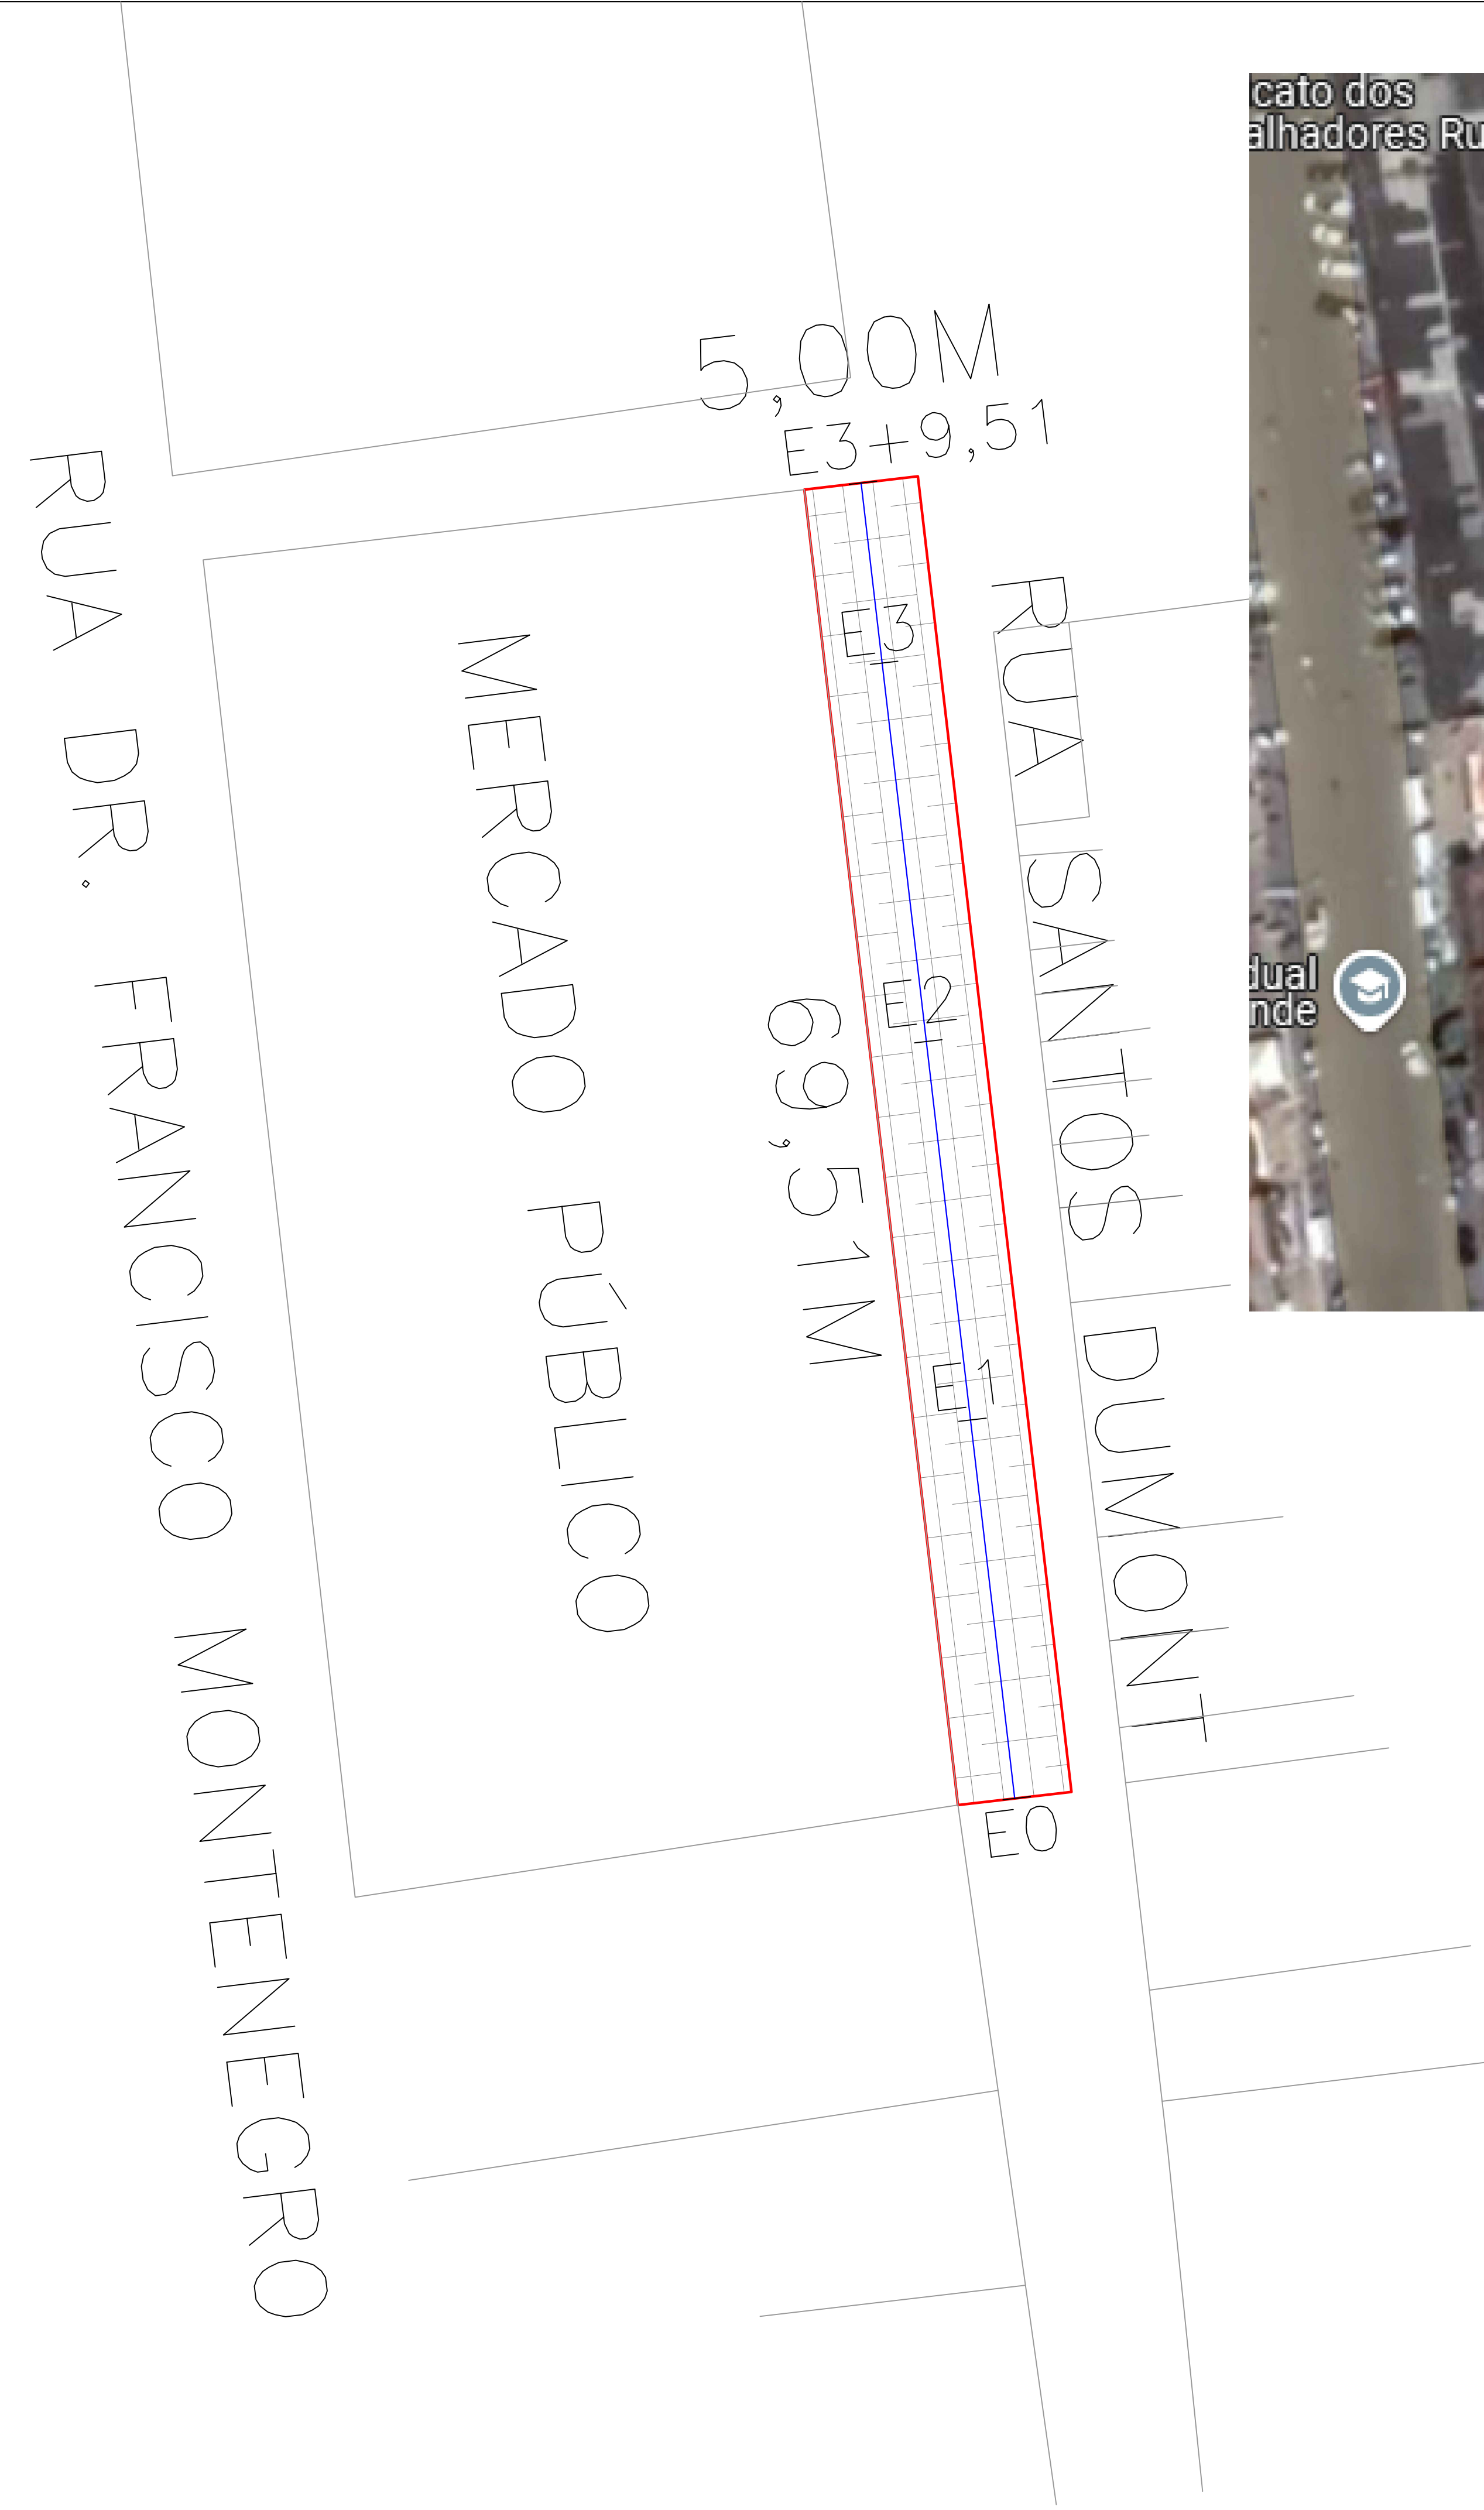 cato dos
alhadores Ru
5,00M
E3+9,51
RUA DR. FRANCISCO MONTENEGRO
MERCADO PÚBLICO
69,51M
E3
E2
E1
E0
RUA SANTOS DUMONT
dual
nde